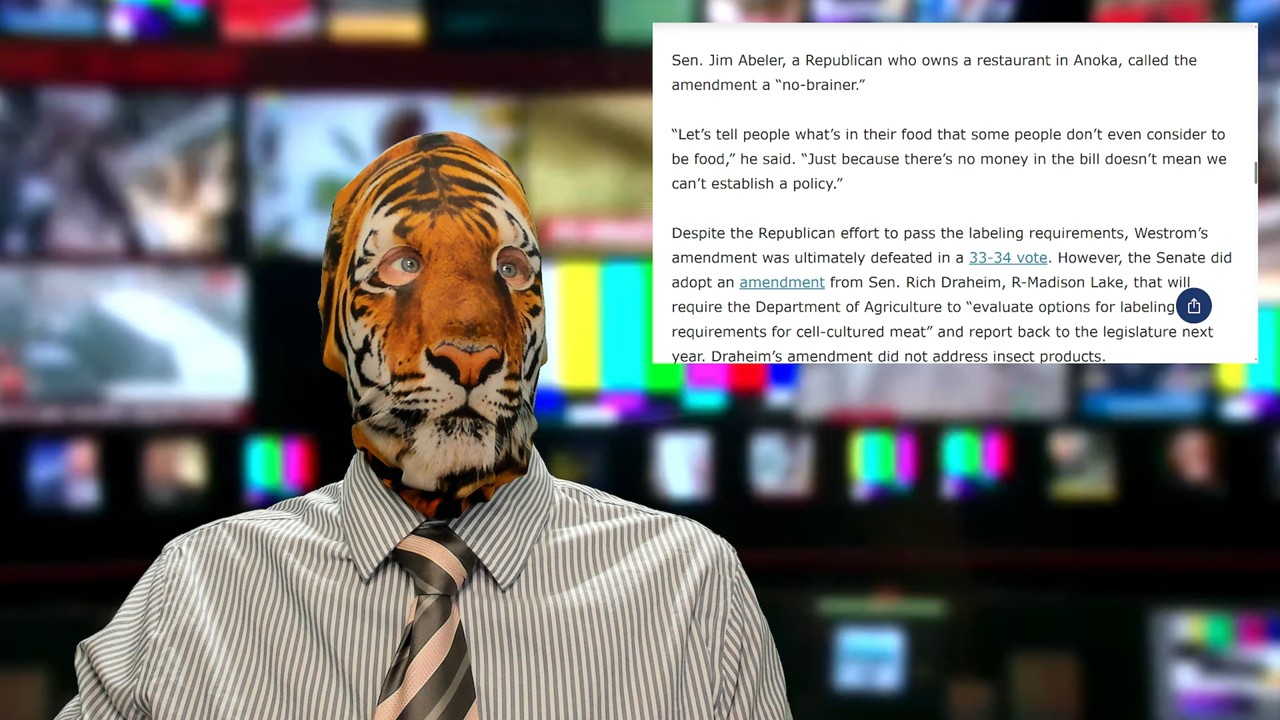 Sen. Jim Abeler, a Republican who owns a restaurant in Anoka, called the
amendment a “no-brainer.”
“Let’s tell people what’s in their food that some people don’t even consider to
be food,” he said. “Just because there’s no money in the bill doesn’t mean we
can’t establish a policy.”
Despite the Republican effort to pass the labeling requirements, Westrom’s
amendment was ultimately defeated in a 33-34 vote. However, the Senate did
adopt an amendment from Sen. Rich Draheim, R-Madison Lake, that will
require the Department of Agriculture to “evaluate options for labeling
requirements for cell-cultured meat” and report back to the legislature next
year. Draheim’s amendment did not address insect products.